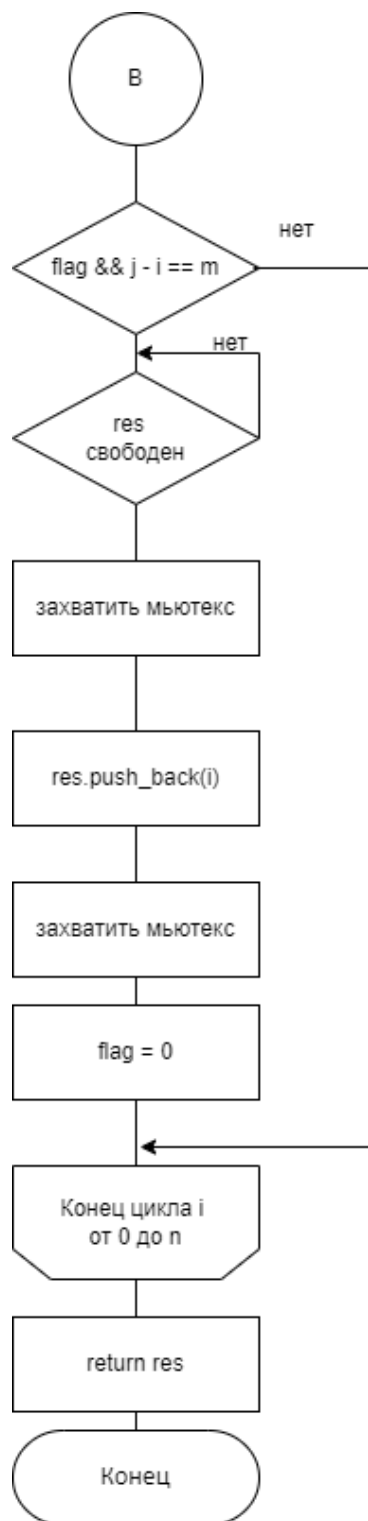 B
нет
flag && j - i == m
нет
res
свободен
захватить мьютекс
res.push_back(i)
захватить мьютекс
flag = 0
Конец цикла i
от 0 до n
return res
Конец